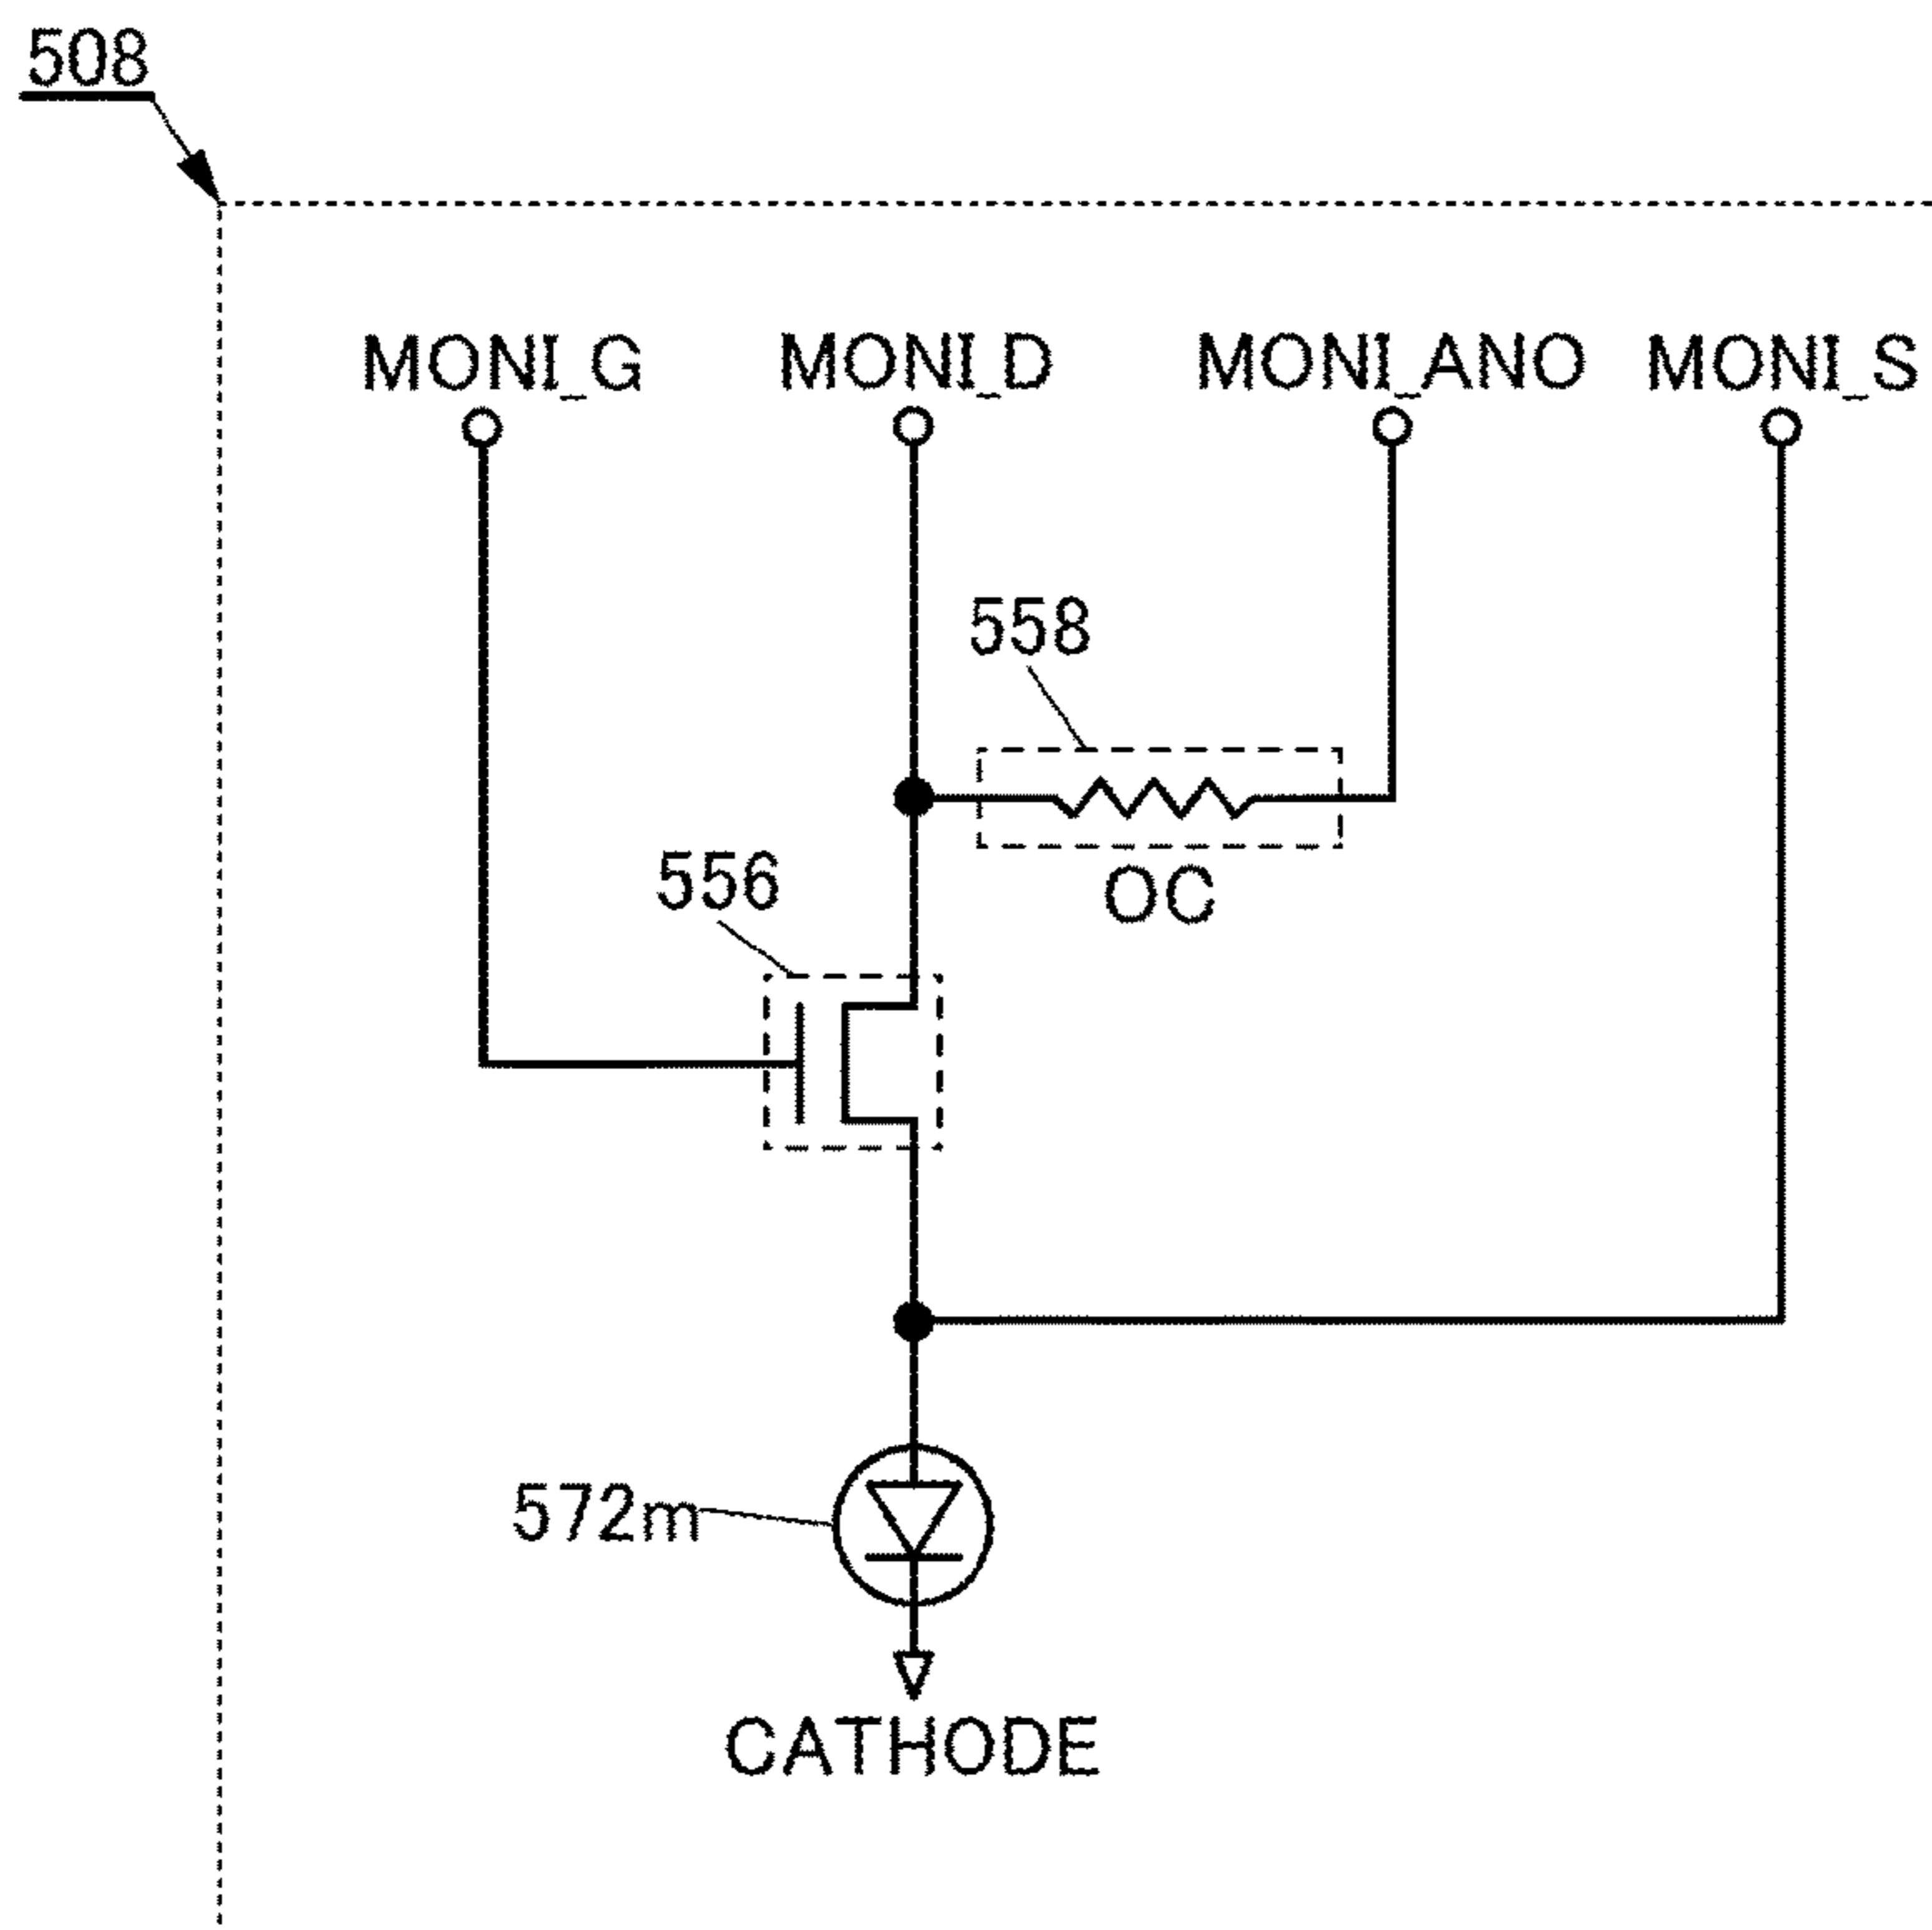 508
MONI_G MONI_D MONI_ANO MONI_S
558
OC
556
572m
CATHODE